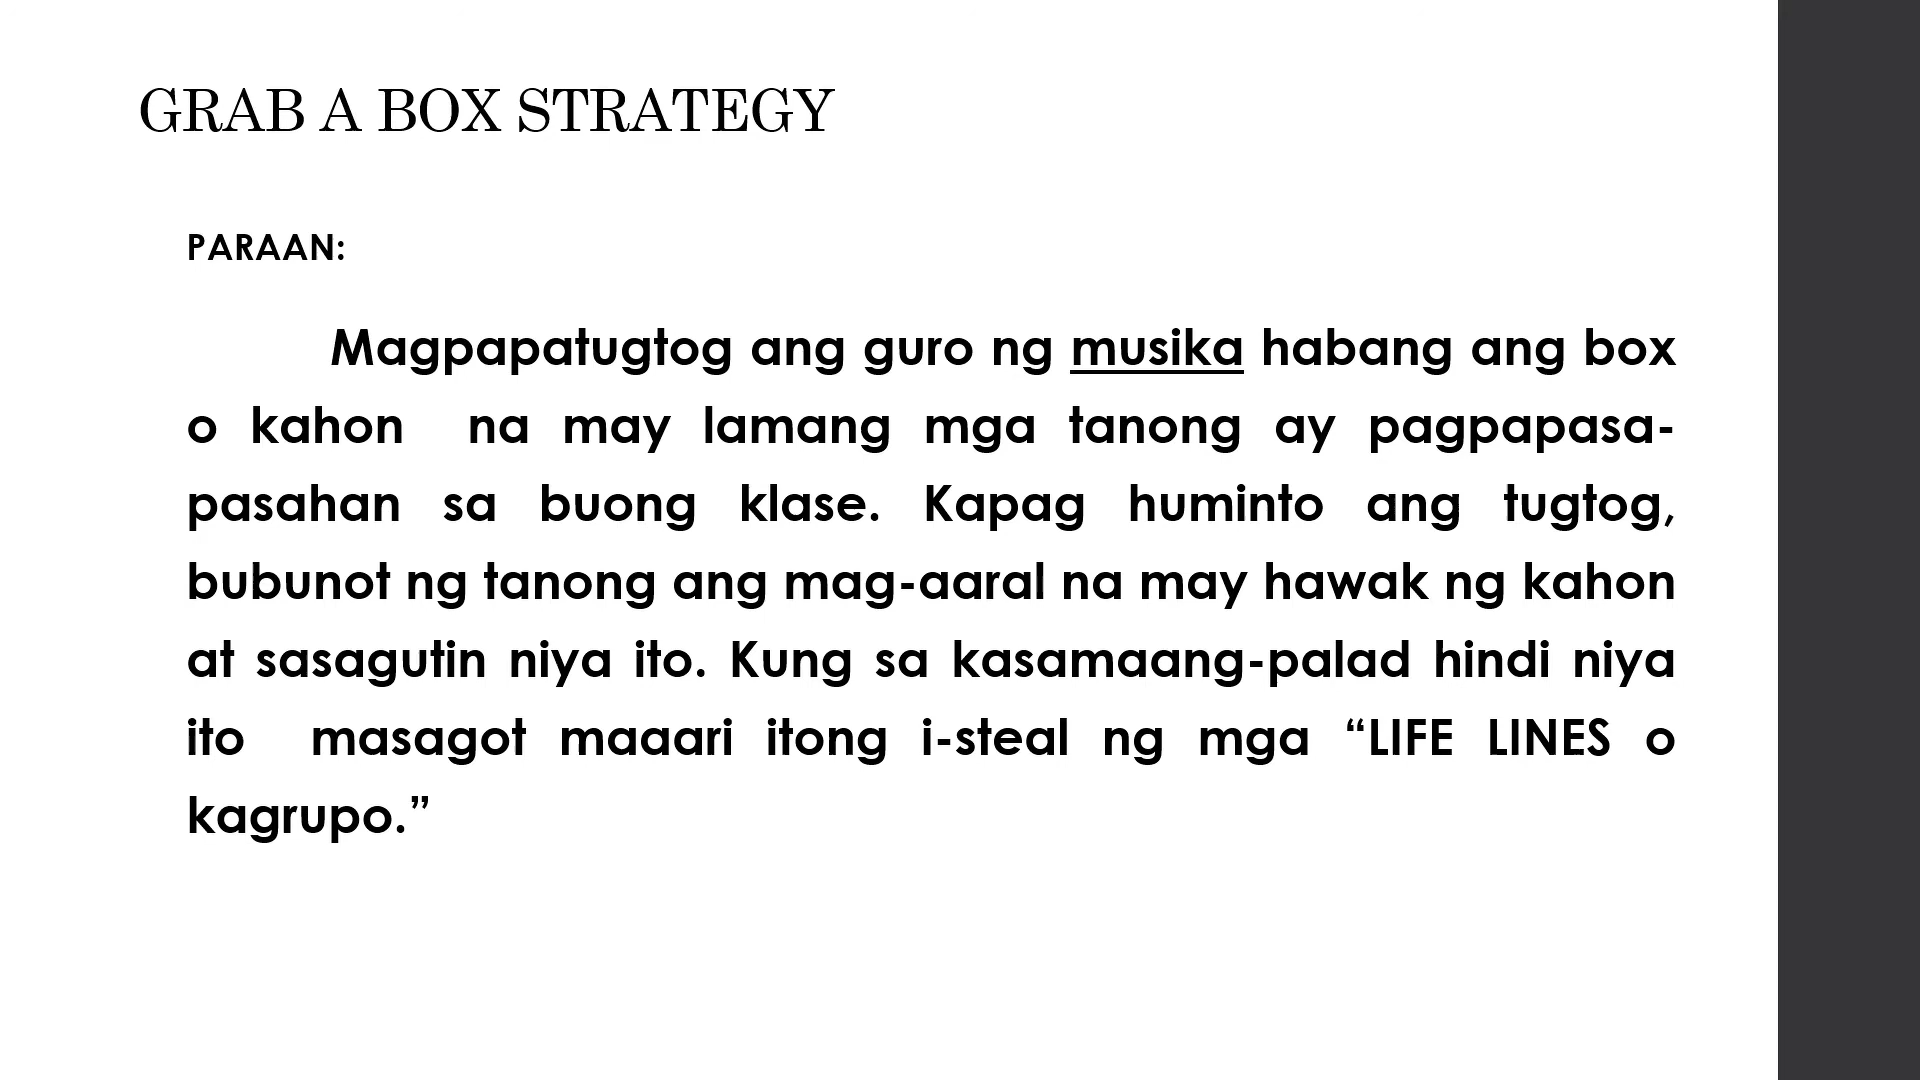 GRAB A BOX STRATEGY
PARAAN:
Magpapatugtog ang guro ng musika habang ang box
o kahon na may lamang mga tanong ay pagpapasa-
pasahan sa buong klase. Kapag huminto ang tugtog,
bubunot ng tanong ang mag-aaral na may hawak ng kahon
at sasagutin niya ito. Kung sa kasamaang-palad hindi niya
ito masagot maaari itong i-steal ng mga “LIFE LINES o
kagrupo.”